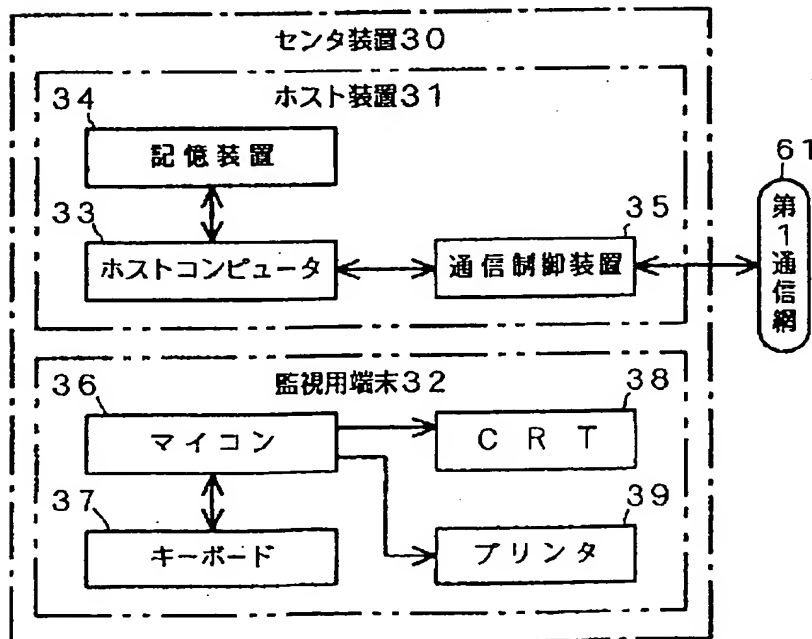 センタ装置30
ホスト装置31
34
記憶装置
33
ホストコンピュータ
35
通信制御装置
61
第1通信網
監視用端末32
36
マイコン
38
CRT
37
キーボード
39
プリンタ